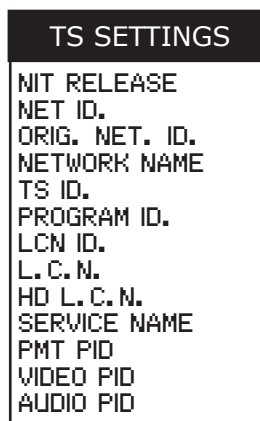 TS SETTINGS
NIT RELEASE
NET ID.
ORIG. NET. ID.
NETWORK NAME
TS ID.
PROGRAM ID.
LCN ID.
L.C.N.
HD L.C.N.
SERVICE NAME
PMT PID
VIDEO PID
AUDIO PID